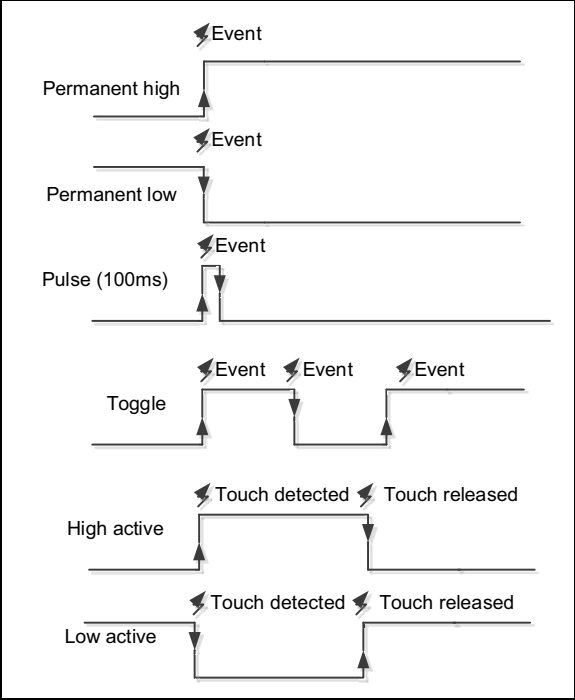 Event
Permanent high
Event
Permanent low
Event
Pulse (100ms)
Event Event Event
Toggle
Touch detected Touch released
High active
Touch detected Touch released
Low active